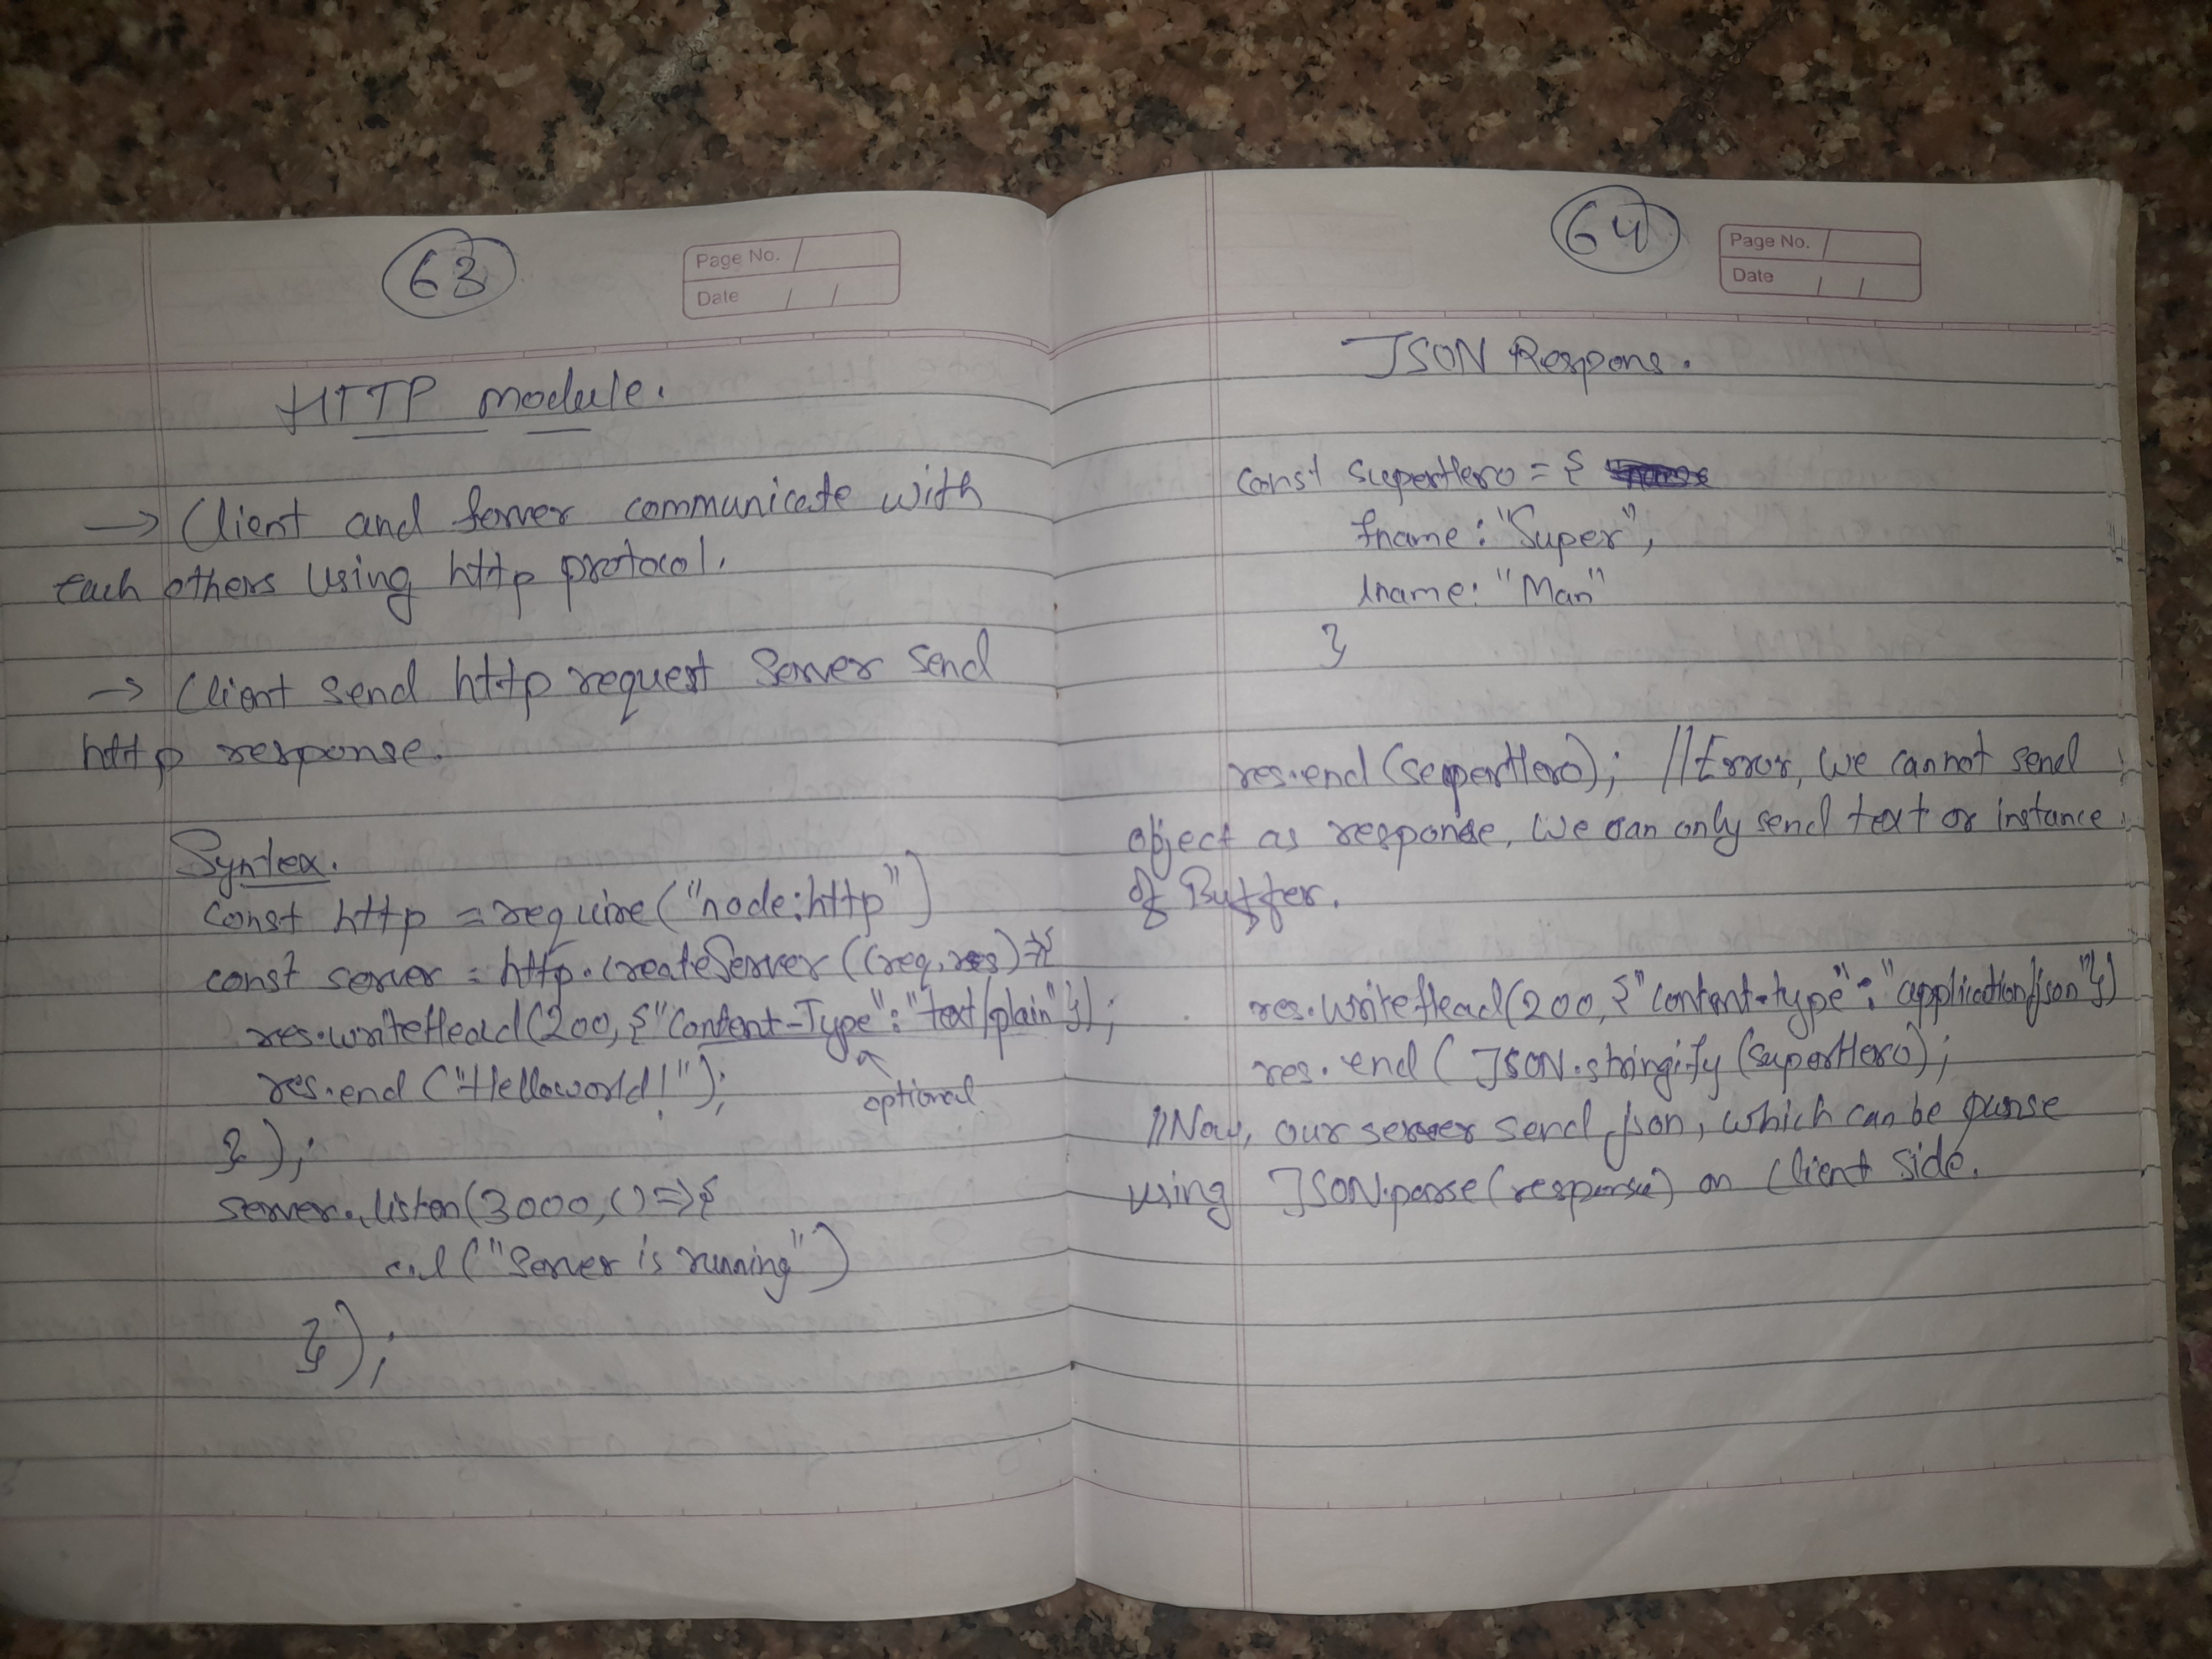 63
Page No.
Date
HTTP module.
→ Client and server communicate with
each others using http protocol.
→ Client send http request Server send
http response.
Syntex.
const http = require("node:http")
const server = http.createServer((req,res)=>{
res.writeHead(200,{"Content-Type":"text/plain"});
optional
res.end("Helloworld!");
});
server.listen(3000,()=>{
c.l("Server is running")
});
64
Page No.
Date
JSON Respons.
const superHero = {
fname: "Super",
lname: "Man"
}
res.end(superHero); //Error, We cannot send
object as response, We can only send text or instance
of Buffer.
res.writeHead(200,{"content-type":"application/json"})
res.end(JSON.stringify(superHero);
//Now, our server send json, which can be parse
using JSON.parse(response) on Client side.